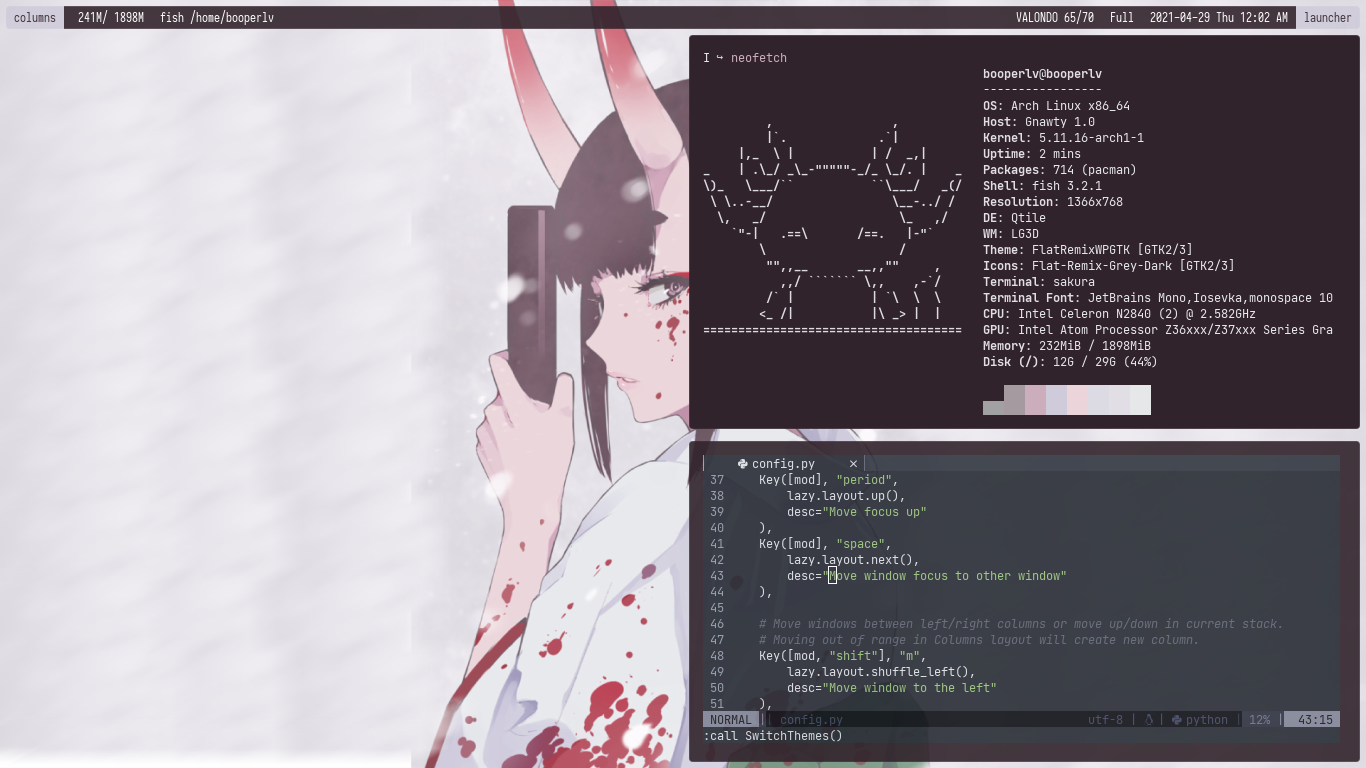 columns 241M/ 1898M fish /home/booperlv VALONDO 65/70 Full 2021-04-29 Thu 12:02 AM launcher
I ↪ neofetch
booperlv@booperlv
-----------------
OS: Arch Linux x86_64
Host: Gnawty 1.0
Kernel: 5.11.16-arch1-1
Uptime: 2 mins
Packages: 714 (pacman)
Shell: fish 3.2.1
Resolution: 1366x768
DE: Qtile
WM: LG3D
Theme: FlatRemixWPGTK [GTK2/3]
Icons: Flat-Remix-Grey-Dark [GTK2/3]
Terminal: sakura
Terminal Font: JetBrains Mono,Iosevka,monospace 10
CPU: Intel Celeron N2840 (2) @ 2.582GHz
GPU: Intel Atom Processor Z36xxx/Z37xxx Series Gra
Memory: 232MiB / 1898MiB
Disk (/): 12G / 29G (44%)
config.py ×
37 Key([mod], "period",
38 lazy.layout.up(),
39 desc="Move focus up"
40 ),
41 Key([mod], "space",
42 lazy.layout.next(),
43 desc="Move window focus to other window"
44 ),
45
46 # Move windows between left/right columns or move up/down in current stack.
47 # Moving out of range in Columns layout will create new column.
48 Key([mod, "shift"], "m",
49 lazy.layout.shuffle_left(),
50 desc="Move window to the left"
51 ),
NORMAL | config.py utf-8 | | python | 12% | 43:15
:call SwitchThemes()